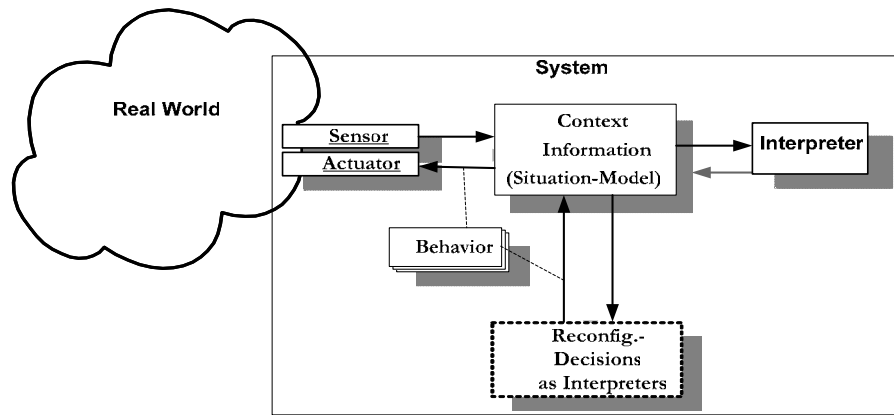 System
Real World
Sensor
Actuator
Context
Information
(Situation-Model)
Interpreter
Behavior
Reconfig.-
Decisions
as Interpreters